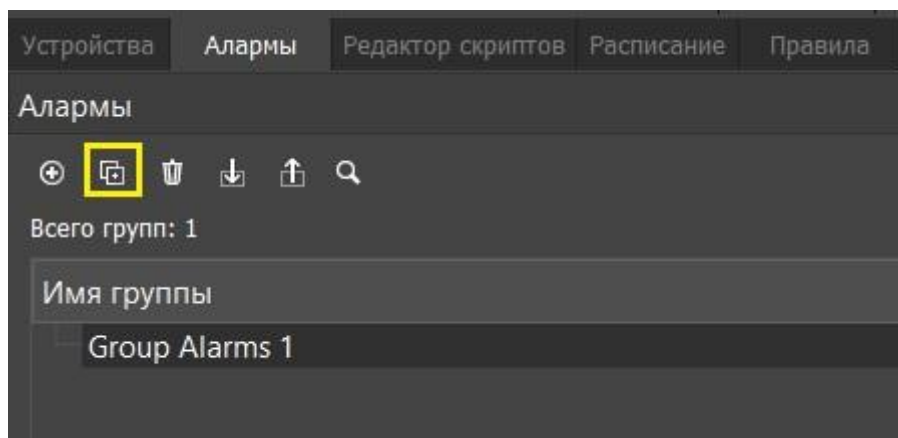 Устройства Алармы Редактор скриптов Расписание Правила
Алармы
Всего групп: 1
Имя группы
Group Alarms 1